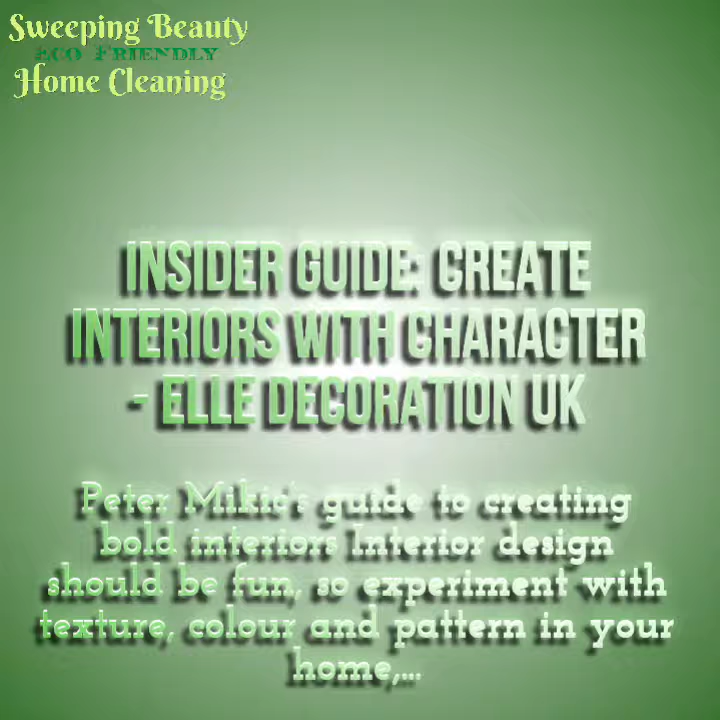 Sweeping Beauty
Eco Friendly
Home Cleaning
INSIDER GUIDE: CREATE
INTERIORS WITH CHARACTER
- ELLE DECORATION UK
Peter Mikic's guide to creating
bold interiors Interior design
should be fun, so experiment with
texture, colour and pattern in your
home,...